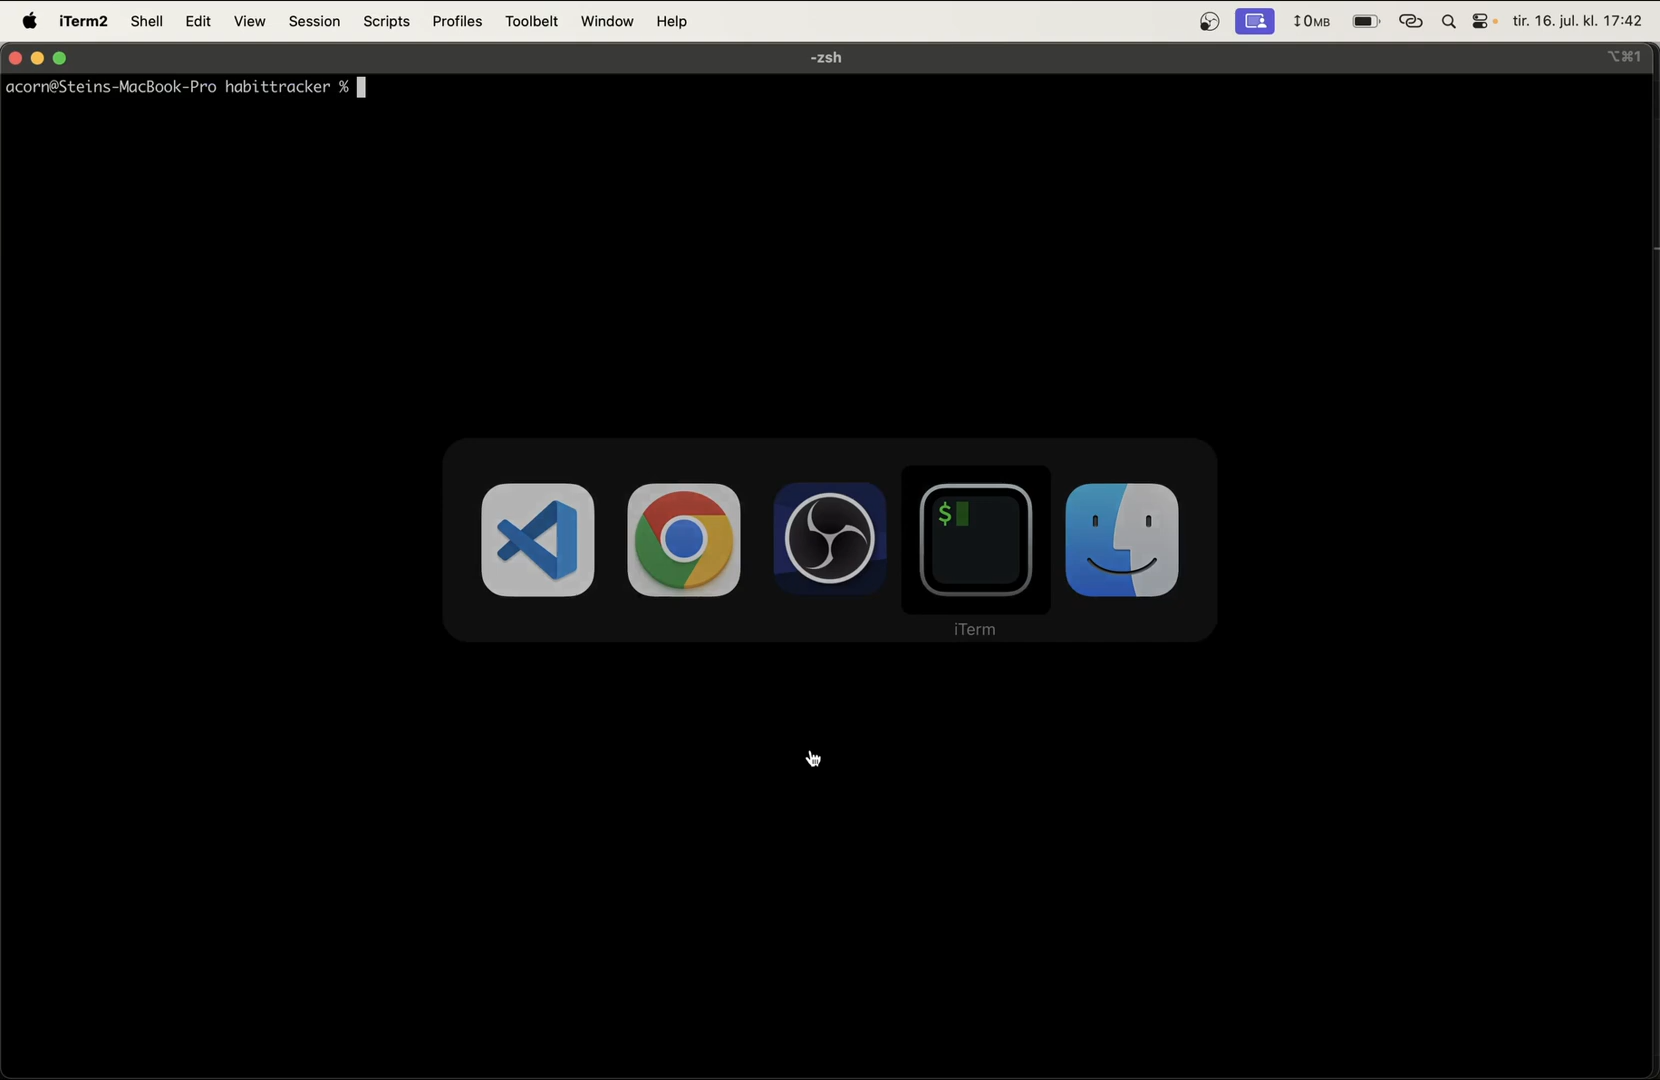 iTerm2 Shell Edit View Session Scripts Profiles Toolbelt Window Help 0MB tir. 16. jul. kl. 17:42
-zsh ⌥⌘1
acorn@Steins-MacBook-Pro habittracker %
$
iTerm